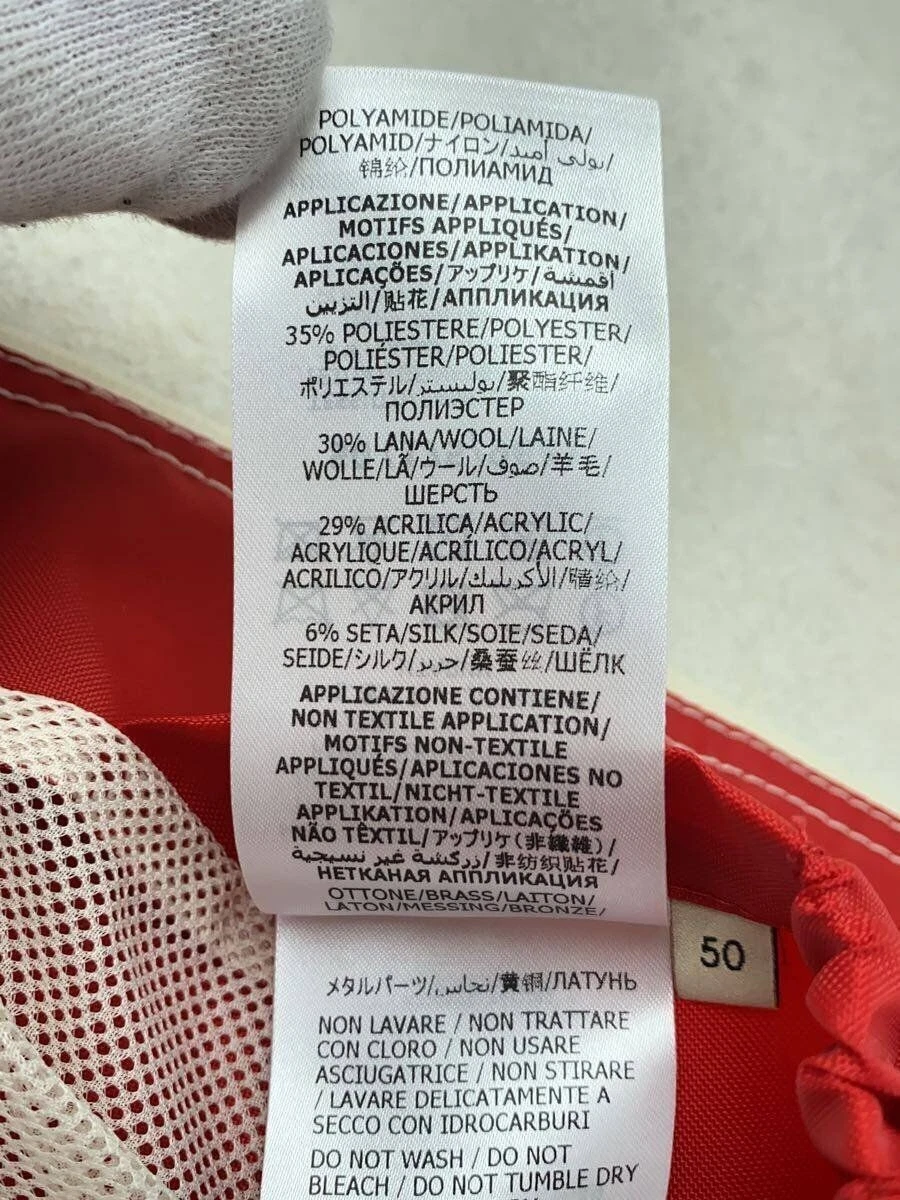 POLYAMIDE/POLIAMIDA/
POLYAMID/ナイロン/بولي أميد/
锦纶/ПОЛИАМИД
APPLICAZIONE/APPLICATION/
MOTIFS APPLIQUÉS/
APLICACIONES/APPLIKATION/
APLICAÇÕES/アップリケ/أقمشة
التزيين/贴花/АППЛИКАЦИЯ
35% POLIESTERE/POLYESTER/
POLIÉSTER/POLIESTER/
ポリエステル/بوليستر/聚酯纤维/
ПОЛИЭСТЕР
30% LANA/WOOL/LAINE/
WOLLE/LÃ/ウール/صوف/羊毛/
ШЕРСТЬ
29% ACRILICA/ACRYLIC/
ACRYLIQUE/ACRÍLICO/ACRYL/
ACRILICO/アクリル/الأكريليك/腈纶/
АКРИЛ
6% SETA/SILK/SOIE/SEDA/
SEIDE/シルク/حرير/桑蚕丝/ШЁЛК
APPLICAZIONE CONTIENE/
NON TEXTILE APPLICATION/
MOTIFS NON-TEXTILE
APPLIQUÉS/APLICACIONES NO
TEXTIL/NICHT-TEXTILE
APPLIKATION/APLICAÇÕES
NÃO TÊXTIL/アップリケ(非繊維)/
زركشة غير نسيجية/非纺织贴花/
НЕТКАНАЯ АППЛИКАЦИЯ
OTTONE/BRASS/LAITON/
LATON/MESSING/BRONZE/
メタルパーツ/نحاس/黄铜/ЛАТУНЬ
50
NON LAVARE / NON TRATTARE
CON CLORO / NON USARE
ASCIUGATRICE / NON STIRARE
/ LAVARE DELICATAMENTE A
SECCO CON IDROCARBURI
DO NOT WASH / DO NOT
BLEACH / DO NOT TUMBLE DRY